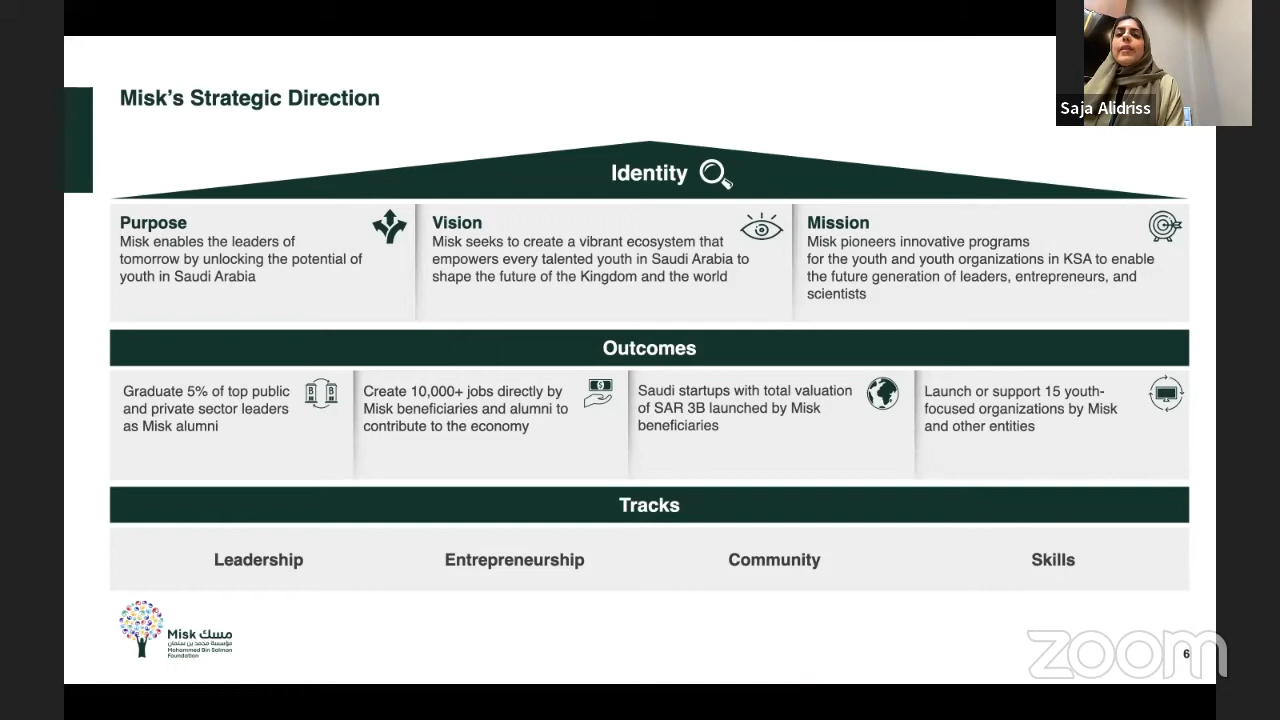 Saja Alidriss
Misk's Strategic Direction
Identity
Purpose
Misk enables the leaders of
tomorrow by unlocking the potential of
youth in Saudi Arabia
Vision
Misk seeks to create a vibrant ecosystem that
empowers every talented youth in Saudi Arabia to
shape the future of the Kingdom and the world
Mission
Misk pioneers innovative programs
for the youth and youth organizations in KSA to enable
the future generation of leaders, entrepreneurs, and
scientists
Outcomes
Graduate 5% of top public
and private sector leaders
as Misk alumni
Create 10,000+ jobs directly by
Misk beneficiaries and alumni to
contribute to the economy
Saudi startups with total valuation
of SAR 3B launched by Misk
beneficiaries
Launch or support 15 youth-
focused organizations by Misk
and other entities
Tracks
Leadership
Entrepreneurship
Community
Skills
Misk مسك
مؤسسة محمد بن سلمان
Mohammed Bin Salman
Foundation
zoom
6